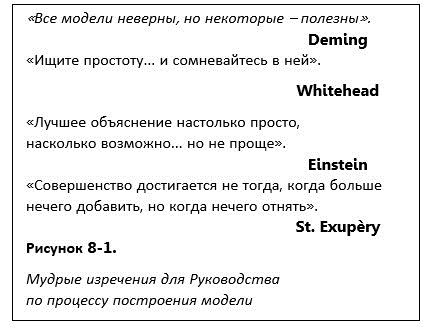 «Все модели неверны, но некоторые – полезны».
Deming
«Ищите простоту... и сомневайтесь в ней».
Whitehead
«Лучшее объяснение настолько просто,
насколько возможно... но не проще».
Einstein
«Совершенство достигается не тогда, когда больше
нечего добавить, но когда нечего отнять».
St. Exupèry
Рисунок 8-1.
Мудрые изречения для Руководства
по процессу построения модели